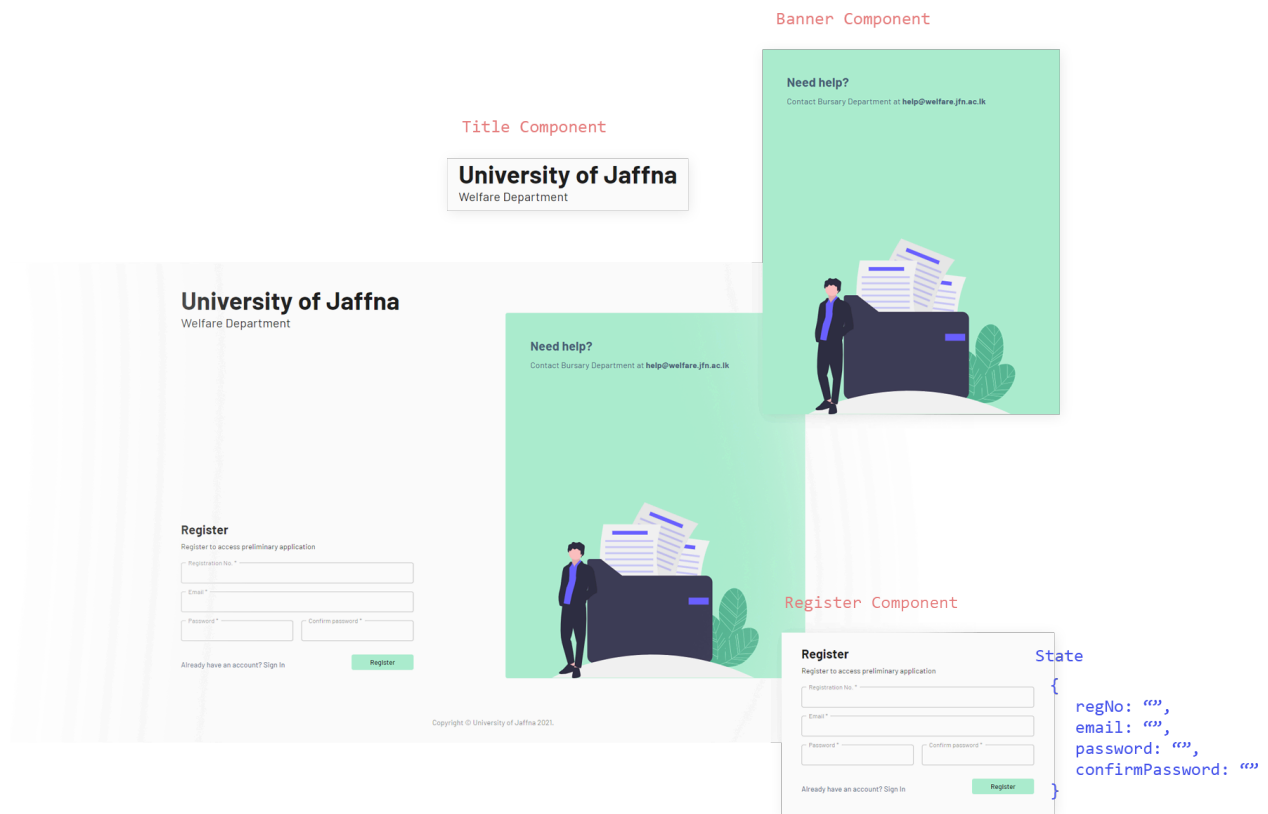 Banner Component
Need help?
Contact Bursary Department at help@welfare.jfn.ac.lk
Title Component
University of Jaffna
Welfare Department
University of Jaffna
Welfare Department
Need help?
Contact Bursary Department at help@welfare.jfn.ac.lk
Register
Register to access preliminary application
Registration No. *
Email *
Password *
Confirm password *
Already have an account? Sign In
Register
Copyright © University of Jaffna 2021.
Register Component
Register
Register to access preliminary application
Registration No. *
Email *
Password *
Confirm password *
Already have an account? Sign In
Register
State
{
regNo: “”,
email: “”,
password: “”,
confirmPassword: “”
}